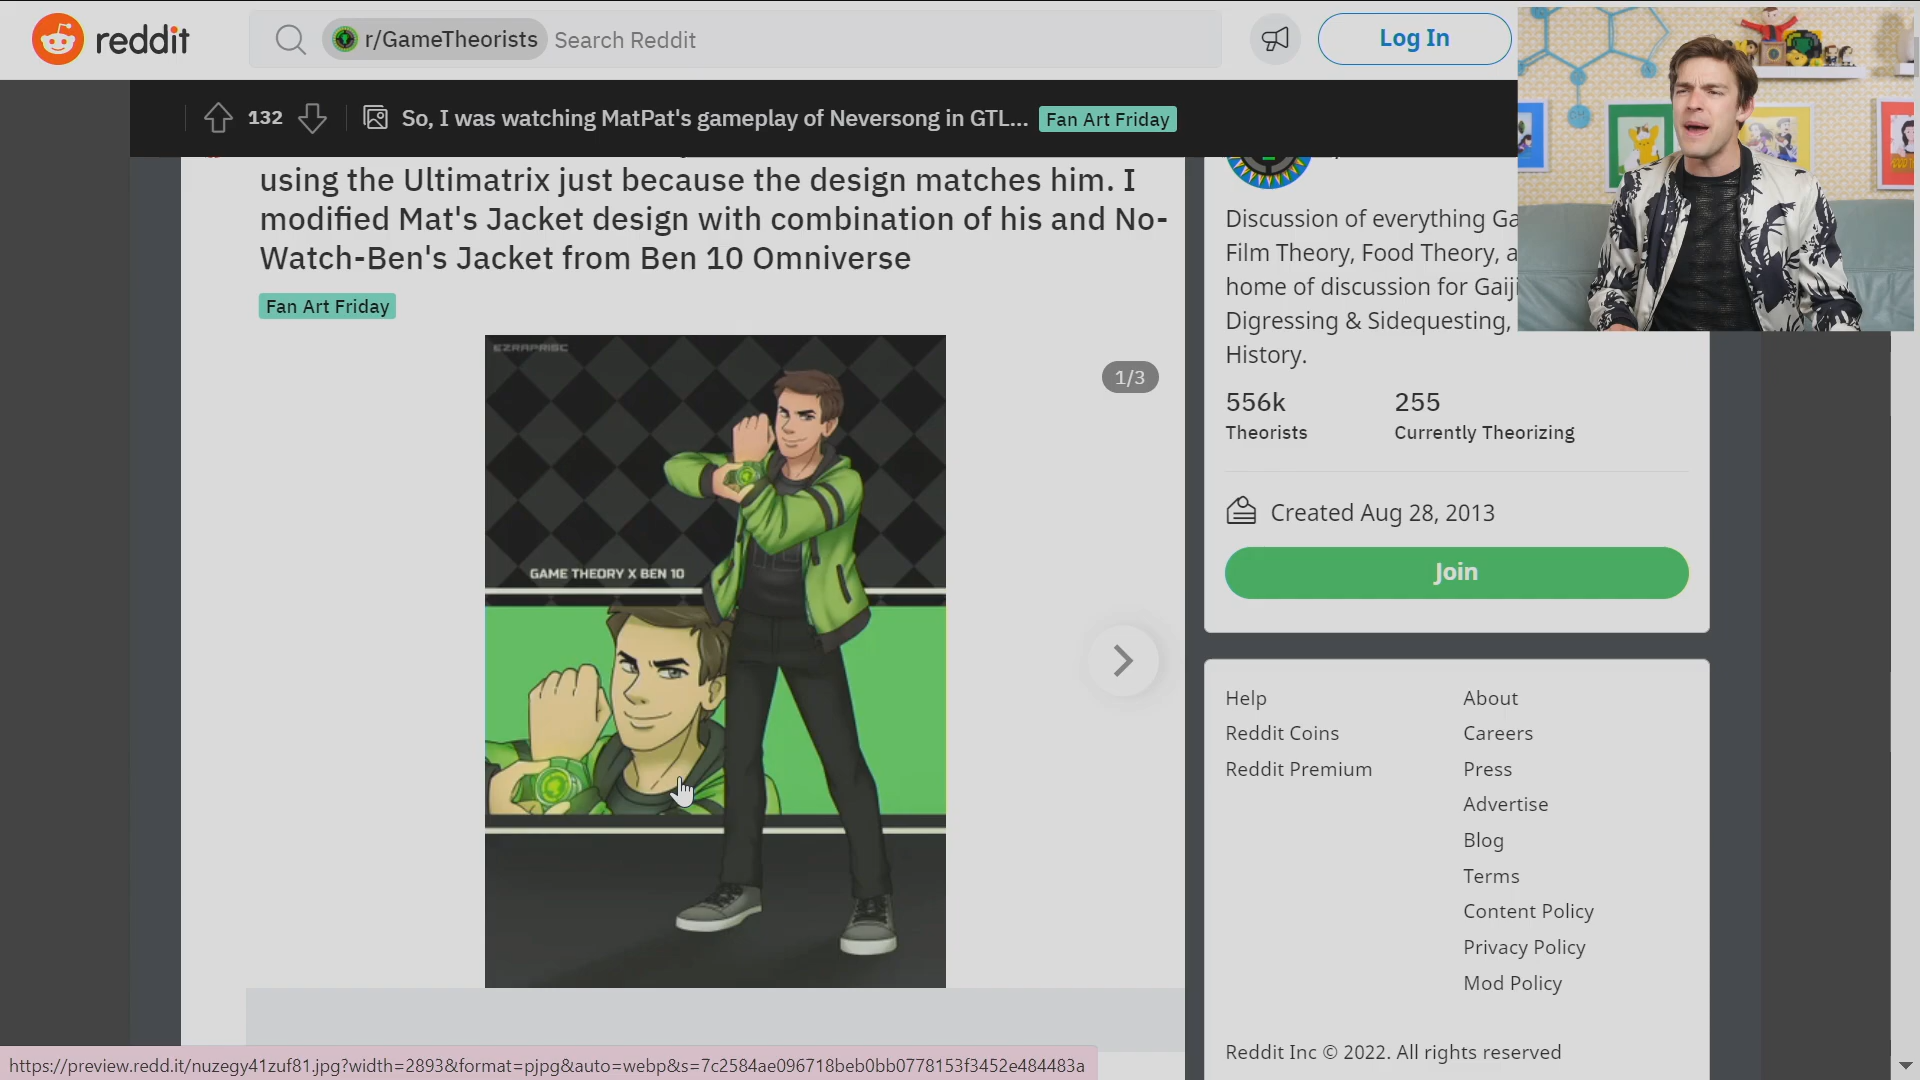 reddit
r/GameTheorists Search Reddit
Log In
132
So, I was watching MatPat's gameplay of Neversong in GTL...
Fan Art Friday
using the Ultimatrix just because the design matches him. I
modified Mat's Jacket design with combination of his and No-
Watch-Ben's Jacket from Ben 10 Omniverse
Fan Art Friday
EZRAPRISC
1/3
GAME THEORY X BEN 10
Discussion of everything Ga
Film Theory, Food Theory, a
home of discussion for Gaiji
Digressing & Sidequesting,
History.
556k
255
Theorists
Currently Theorizing
Created Aug 28, 2013
Join
Help
About
Reddit Coins
Careers
Reddit Premium
Press
Advertise
Blog
Terms
Content Policy
Privacy Policy
Mod Policy
Reddit Inc © 2022. All rights reserved
https://preview.redd.it/nuzegy41zuf81.jpg?width=2893&format=pjpg&auto=webp&s=7c2584ae096718beb0bb0778153f3452e484483a